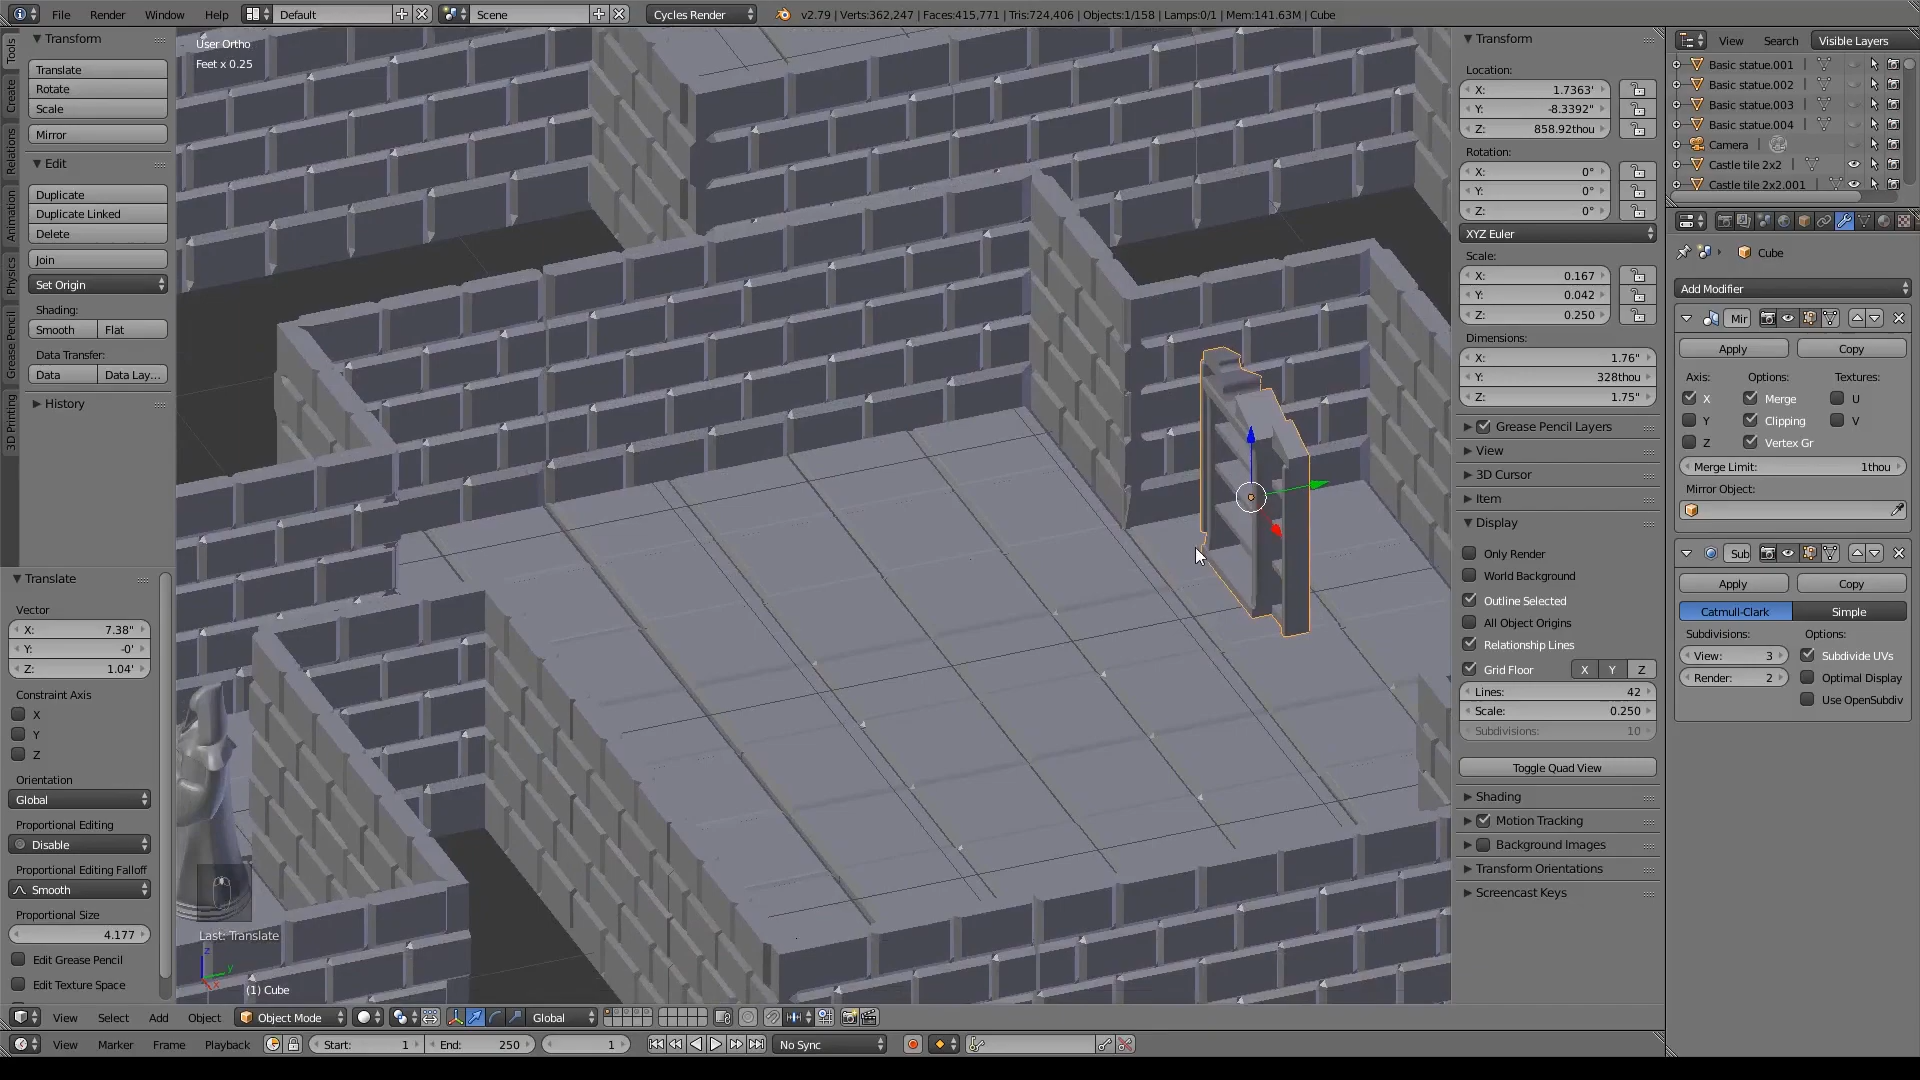 File Render Window Help Default Scene Cycles Render v2.79 | Verts:362,247 | Faces:415,771 | Tris:724,406 | Objects:1/158 | Lamps:0/1 | Mem:141.63M | Cube
Tools
Create
Relations
Animation
Physics
Grease Pencil
3D Printing
Transform
Translate
Rotate
Scale
Mirror
Edit
Duplicate
Duplicate Linked
Delete
Join
Set Origin
Shading:
Smooth Flat
Data Transfer:
Data Data Lay...
History
Translate
Vector
X: 7.38"
Y: -0'
Z: 1.04'
Constraint Axis
X
Y
Z
Orientation
Global
Proportional Editing
Disable
Proportional Editing Falloff
Smooth
Proportional Size
4.177
Edit Grease Pencil
Edit Texture Space
User Ortho
Feet x 0.25
Last: Translate
z
y
x
(1) Cube
Transform
Location:
X: 1.7363'
Y: -8.3392"
Z: 858.92thou
Rotation:
X: 0°
Y: 0°
Z: 0°
XYZ Euler
Scale:
X: 0.167
Y: 0.042
Z: 0.250
Dimensions:
X: 1.76"
Y: 328thou
Z: 1.75"
Grease Pencil Layers
View
3D Cursor
Item
Display
Only Render
World Background
Outline Selected
All Object Origins
Relationship Lines
Grid Floor X Y Z
Lines: 42
Scale: 0.250
Subdivisions: 10
Toggle Quad View
Shading
Motion Tracking
Background Images
Transform Orientations
Screencast Keys
View Search Visible Layers
Basic statue.001
Basic statue.002
Basic statue.003
Basic statue.004
Camera
Castle tile 2x2
Castle tile 2x2.001
Cube
Add Modifier
Mir
Apply Copy
Axis: Options: Textures:
X Merge U
Y Clipping V
Z Vertex Gr
Merge Limit: 1thou
Mirror Object:
Sub
Apply Copy
Catmull-Clark Simple
Subdivisions: Options:
View: 3 Subdivide UVs
Render: 2 Optimal Display
Use OpenSubdiv
View Select Add Object Object Mode Global
View Marker Frame Playback Start: 1 End: 250 1 No Sync